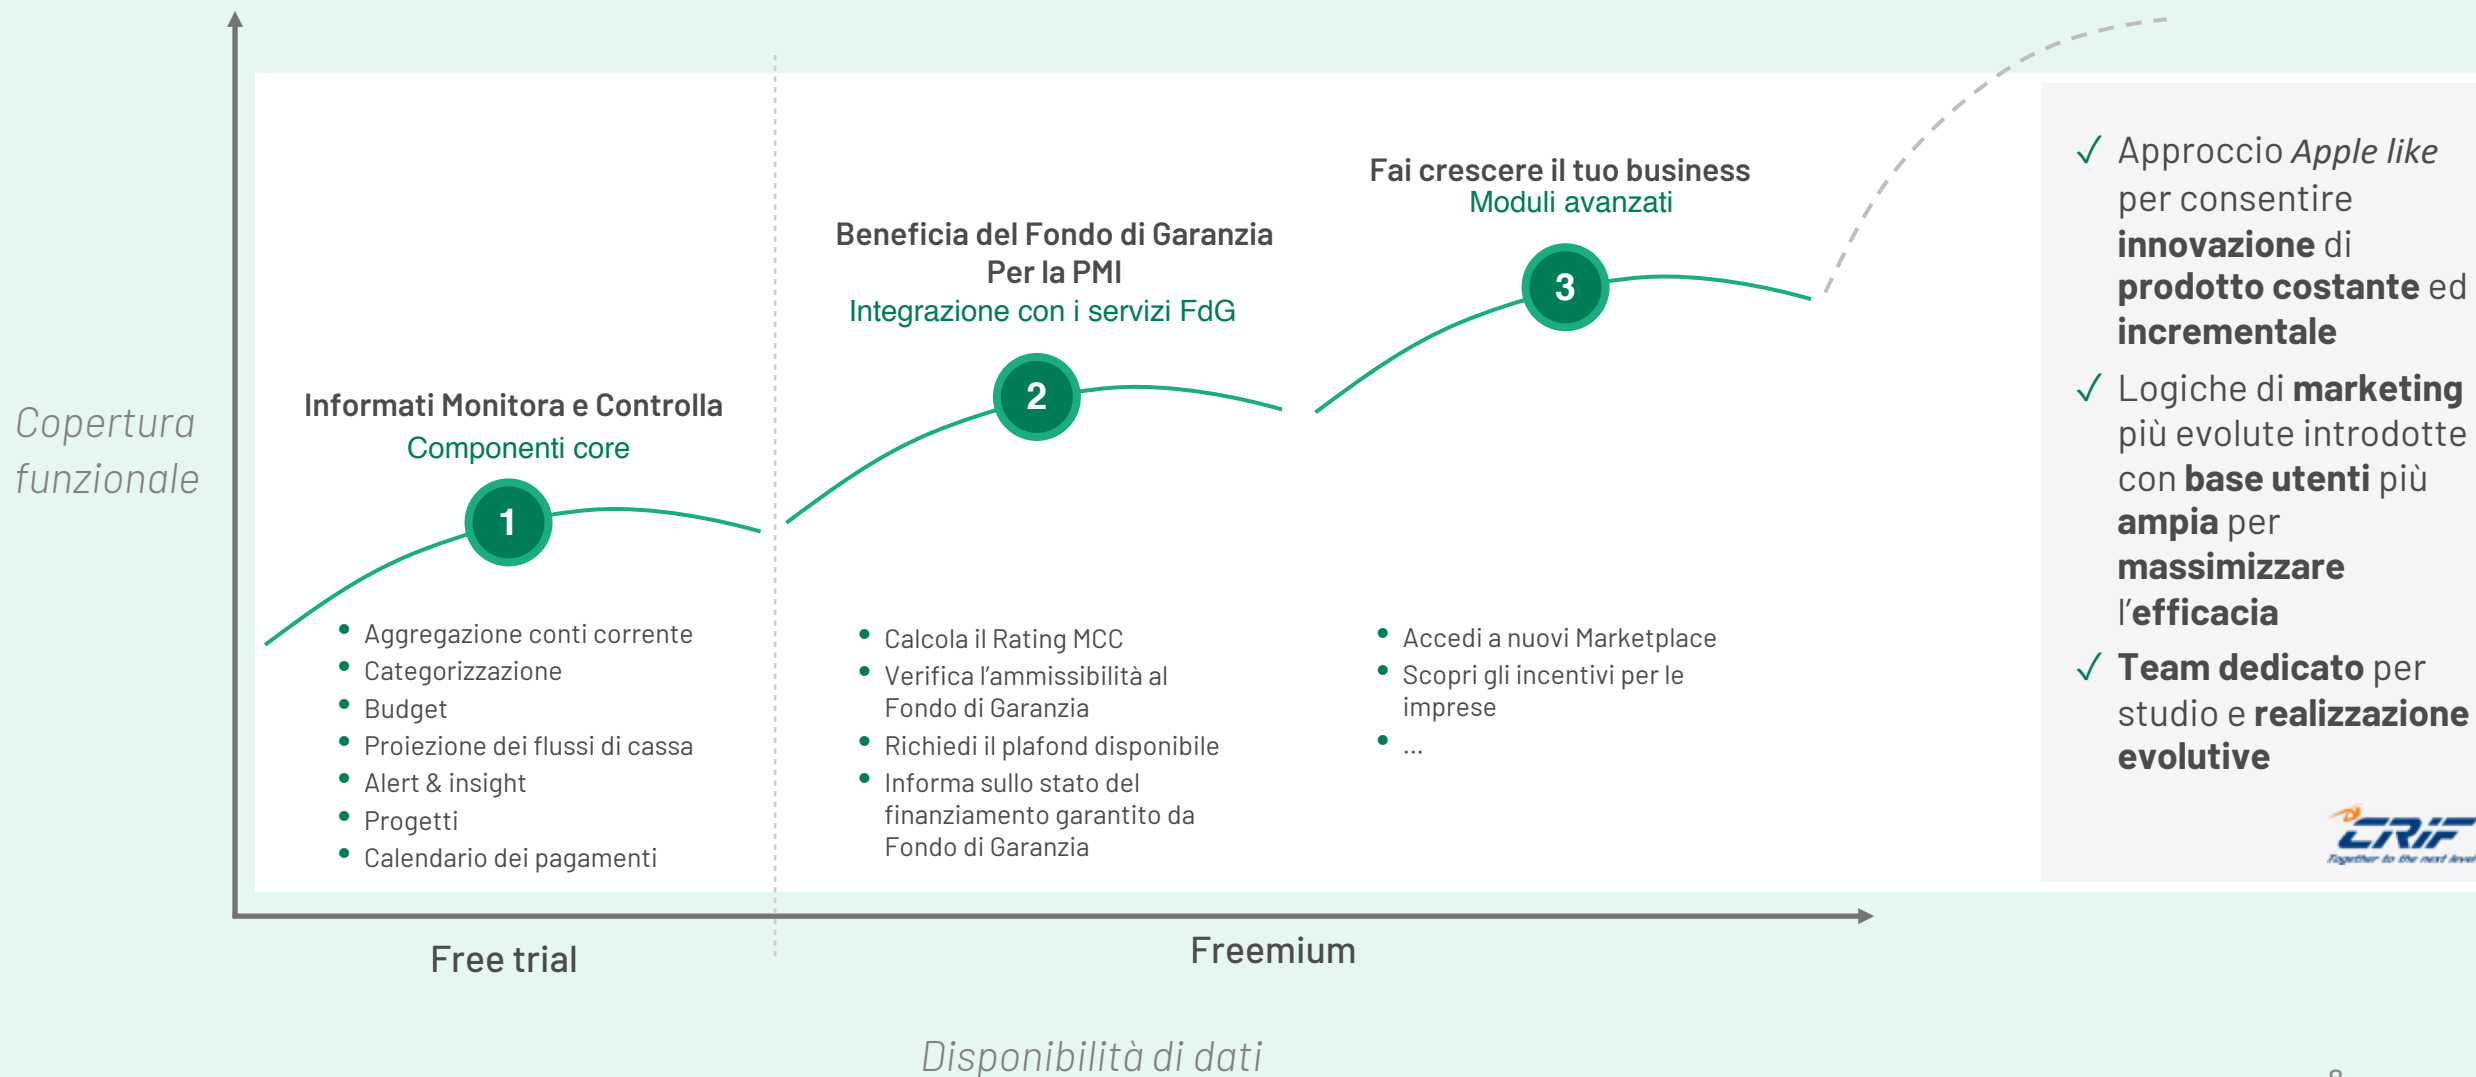 Copertura
funzionale
Informati Monitora e Controlla
Componenti core
1
• Aggregazione conti corrente
• Categorizzazione
• Budget
• Proiezione dei flussi di cassa
• Alert & insight
• Progetti
• Calendario dei pagamenti
Beneficia del Fondo di Garanzia
Per la PMI
Integrazione con i servizi FdG
2
• Calcola il Rating MCC
• Verifica l'ammissibilità al
Fondo di Garanzia
• Richiedi il plafond disponibile
• Informa sullo stato del
finanziamento garantito da
Fondo di Garanzia
Fai crescere il tuo business
Moduli avanzati
3
• Accedi a nuovi Marketplace
• Scopri gli incentivi per le
imprese
• ...
✓ Approccio Apple like
per consentire
innovazione di
prodotto costante ed
incrementale
✓ Logiche di marketing
più evolute introdotte
con base utenti più
ampia per
massimizzare
l'efficacia
✓ Team dedicato per
studio e realizzazione
evolutive
CRIF
Together to the next level
Free trial
Freemium
Disponibilità di dati